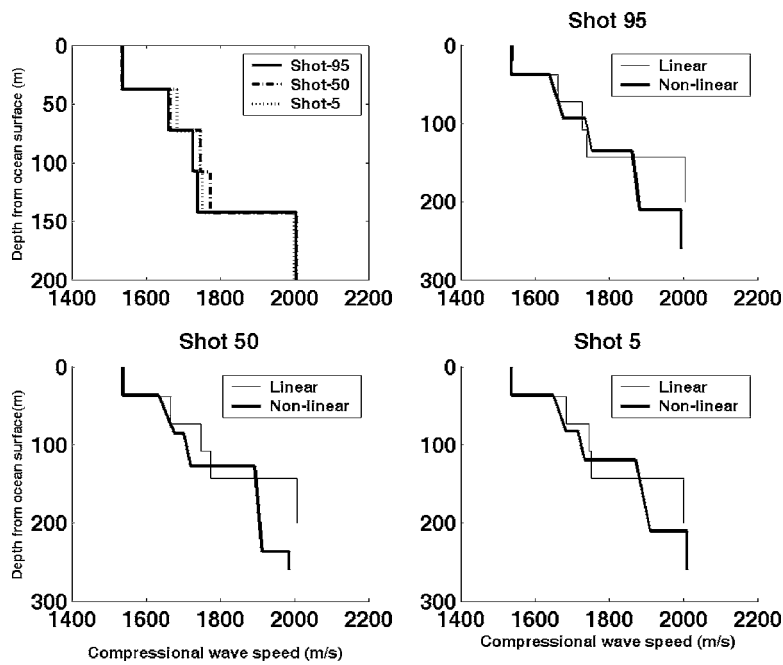 Shot 95
0
50
100
150
200
Depth from ocean surface (m)
Shot-95
Shot-50
Shot-5
1400 1600 1800 2000 2200
0
100
200
300
Linear
Non-linear
1400 1600 1800 2000 2200
Shot 50
0
100
200
300
Depth from ocean surface(m)
Linear
Non-linear
1400 1600 1800 2000 2200
Compressional wave speed (m/s)
Shot 5
0
100
200
300
Linear
Non-linear
1400 1600 1800 2000 2200
Compressional wave speed (m/s)